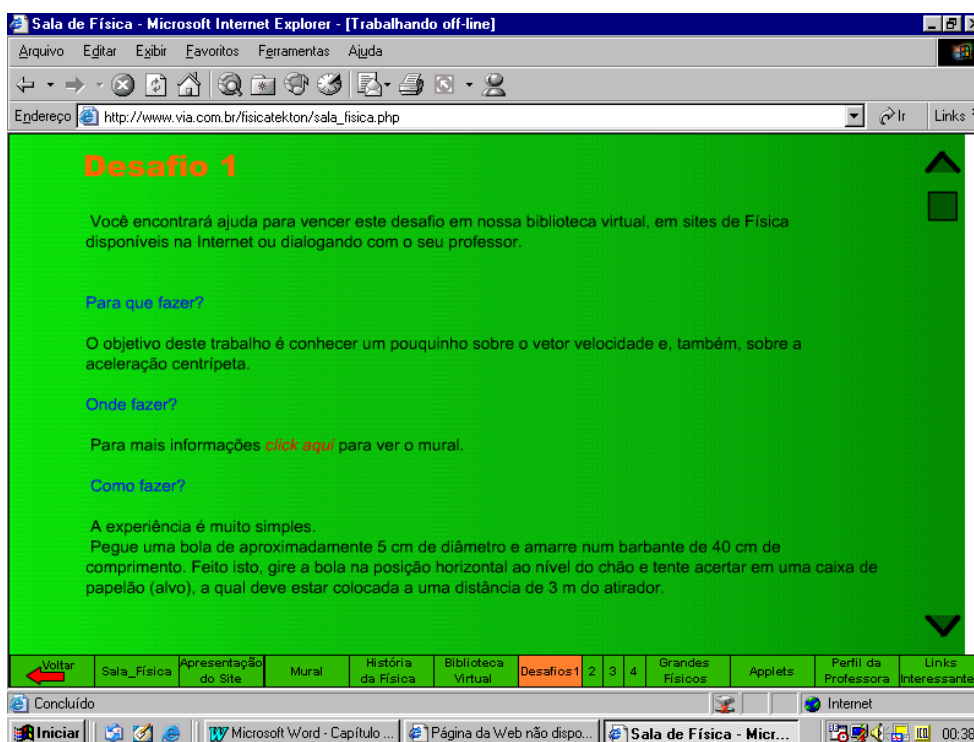 Sala de Física - Microsoft Internet Explorer - [Trabalhando off-line]
Arquivo Editar Exibir Favoritos Ferramentas Ajuda
Endereço http://www.via.com.br/fisicatekton/sala_fisica.php Ir Links
Desafio 1
Você encontrará ajuda para vencer este desafio em nossa biblioteca virtual, em sites de Física
disponíveis na Internet ou dialogando com o seu professor.
Para que fazer?
O objetivo deste trabalho é conhecer um pouquinho sobre o vetor velocidade e, também, sobre a
aceleração centrípeta.
Onde fazer?
Para mais informações click aqui para ver o mural.
Como fazer?
A experiência é muito simples.
Pegue uma bola de aproximadamente 5 cm de diâmetro e amarre num barbante de 40 cm de
comprimento. Feito isto, gire a bola na posição horizontal ao nível do chão e tente acertar em uma caixa de
papelão (alvo), a qual deve estar colocada a uma distância de 3 m do atirador.
Voltar Sala_Física Apresentação do Site Mural História da Física Biblioteca Virtual Desafios1 2 3 4 Grandes Físicos Applets Perfil da Professora Links Interessante
Concluído Internet
Iniciar Microsoft Word - Capítulo ... Página da Web não dispo... Sala de Física - Micr... 00:38